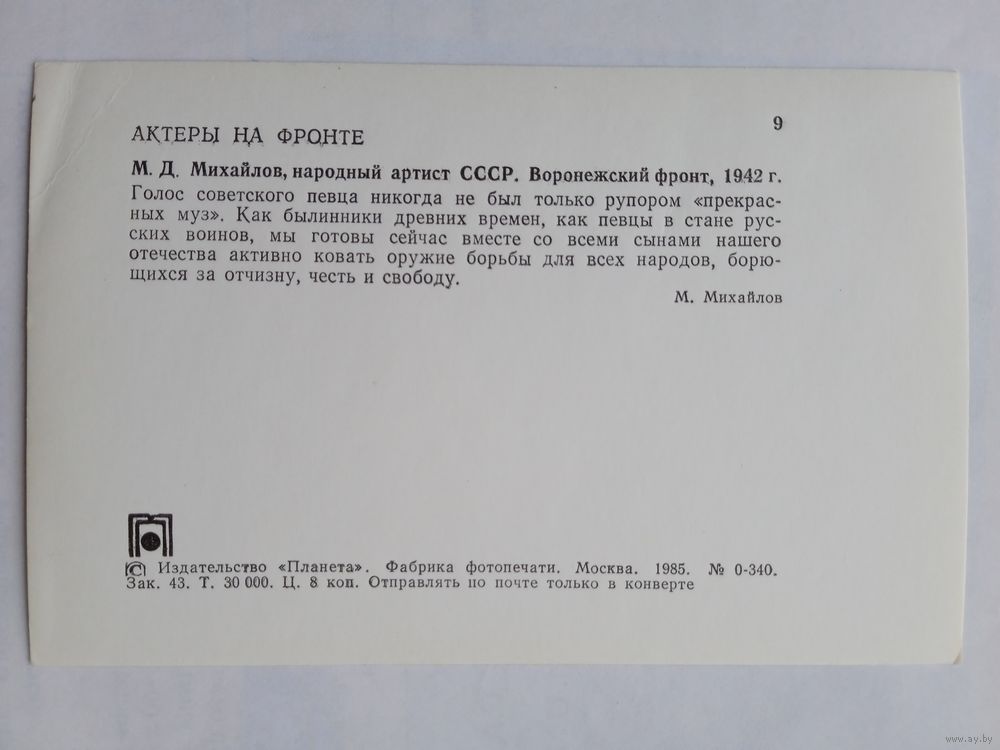 9
АКТЕРЫ НА ФРОНТЕ
М. Д. Михайлов, народный артист СССР. Воронежский фронт, 1942 г.
Голос советского певца никогда не был только рупором «прекрас-
ных муз». Как былинники древних времен, как певцы в стане рус-
ских воинов, мы готовы сейчас вместе со всеми сынами нашего
отечества активно ковать оружие борьбы для всех народов, борю-
щихся за отчизну, честь и свободу.
М. Михайлов
© Издательство «Планета». Фабрика фотопечати. Москва. 1985. № 0-340.
Зак. 43. Т. 30 000. Ц. 8 коп. Отправлять по почте только в конверте
www.ay.by